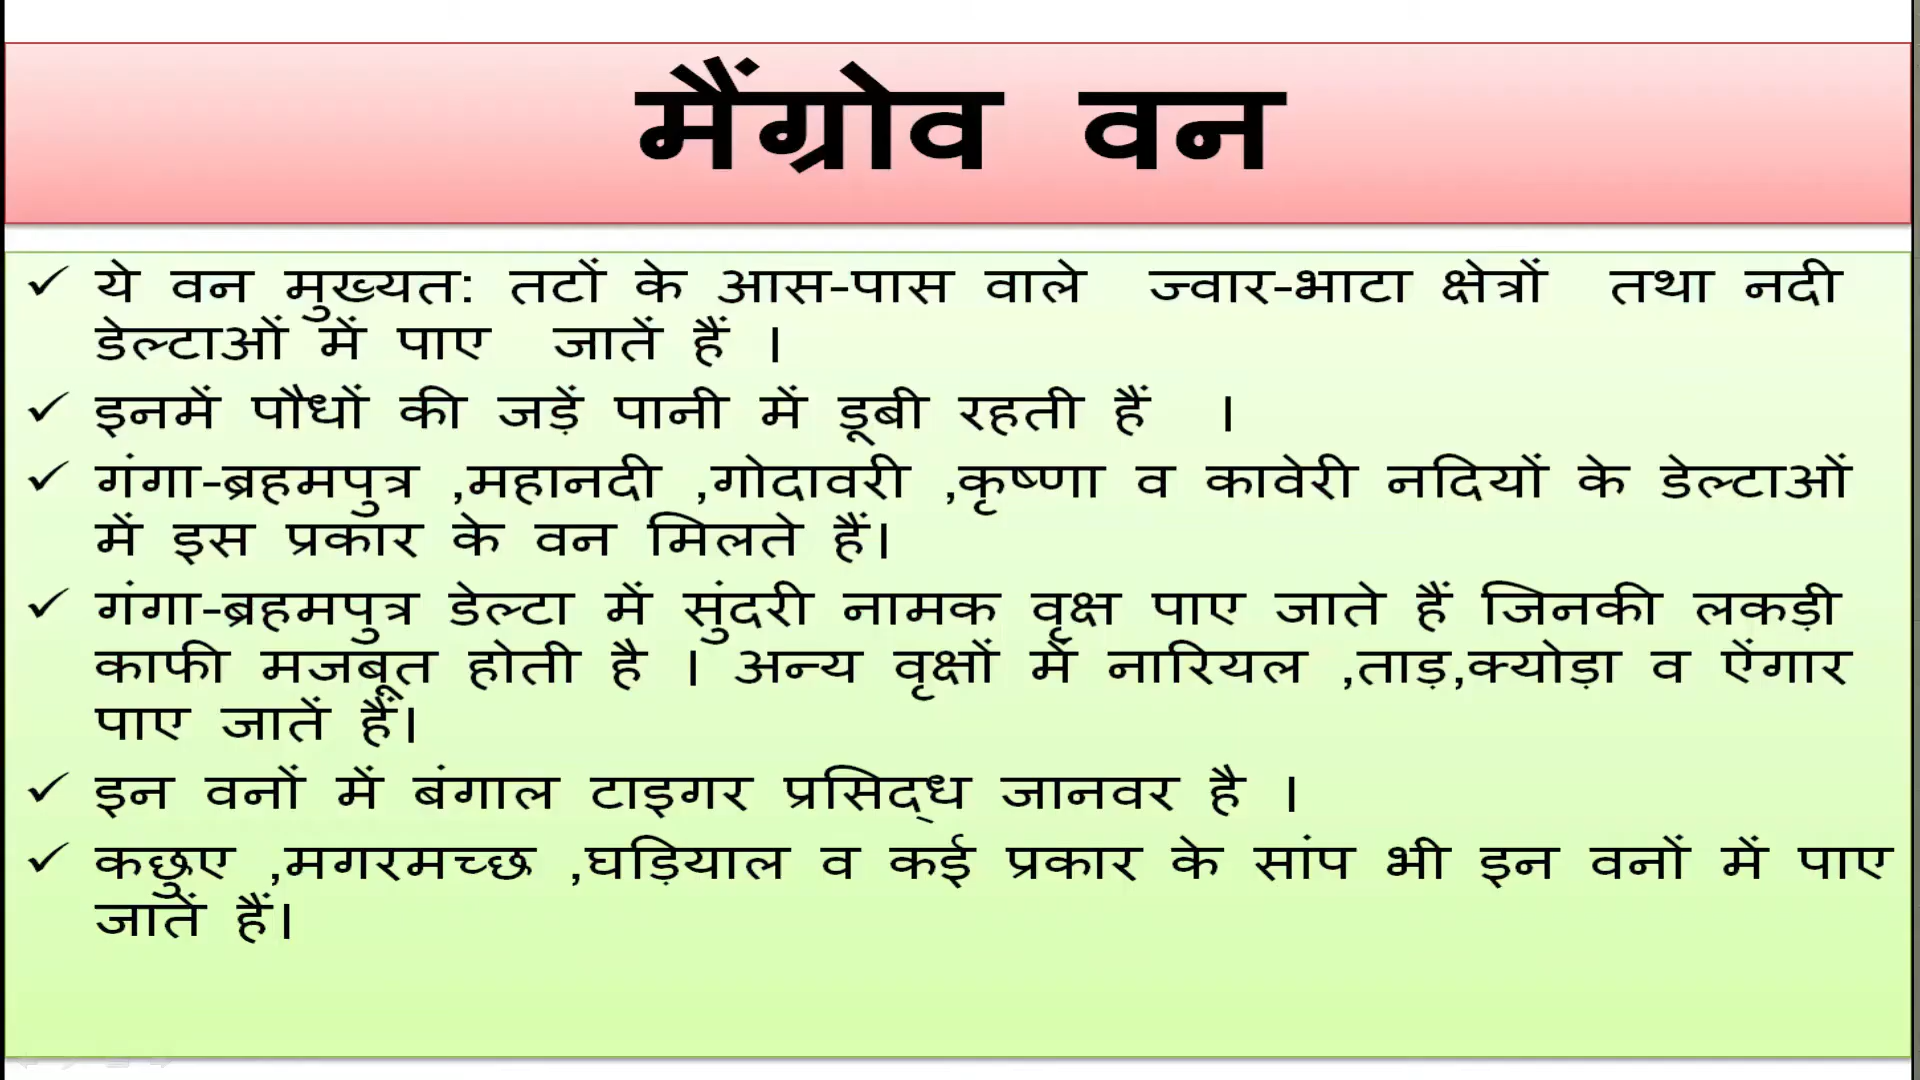 मैंग्रोव वन
ये वन मुख्यत: तटों के आस-पास वाले ज्वार-भाटा क्षेत्रों तथा नदी
डेल्टाओं में पाए जातें हैं ।
इनमें पौधों की जड़ें पानी में डूबी रहती हैं ।
गंगा-ब्रहमपुत्र ,महानदी ,गोदावरी ,कृष्णा व कावेरी नदियों के डेल्टाओं
में इस प्रकार के वन मिलते हैं।
गंगा-ब्रहमपुत्र डेल्टा में सुंदरी नामक वृक्ष पाए जाते हैं जिनकी लकड़ी
काफी मजबूत होती है । अन्य वृक्षों में नारियल ,ताड़,क्योड़ा व ऐंगार
पाए जातें हैं।
इन वनों में बंगाल टाइगर प्रसिद्ध जानवर है ।
कछुए ,मगरमच्छ ,घड़ियाल व कई प्रकार के सांप भी इन वनों में पाए
जातें हैं।